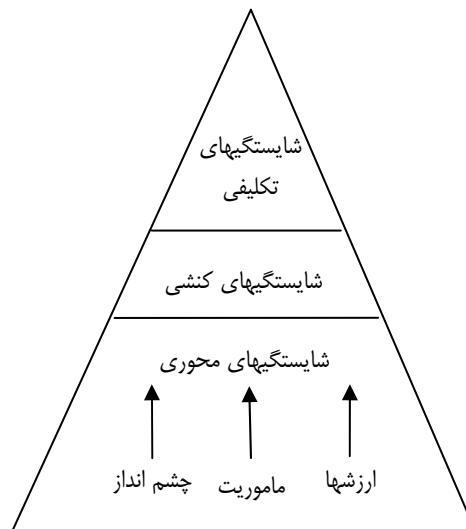 شایستگیهای
تکلیفی
شایستگیهای کنشی
شایستگیهای محوری
ارزشها
ماموریت
چشم انداز